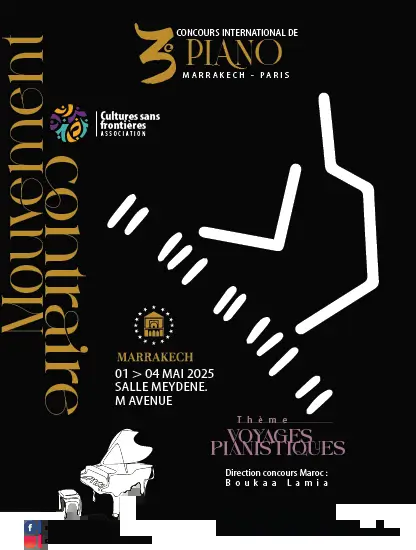 3e
CONCOURS INTERNATIONAL DE
PIANO
MARRAKECH - PARIS
Mouvement
contraire
Cultures sans
frontières
ASSOCIATION
MARRAKECH
01 > 04 MAI 2025
SALLE MEYDENE.
M AVENUE
Thème
VOYAGES
PIANISTIQUES
Direction concours Maroc :
Boukaa Lamia
f